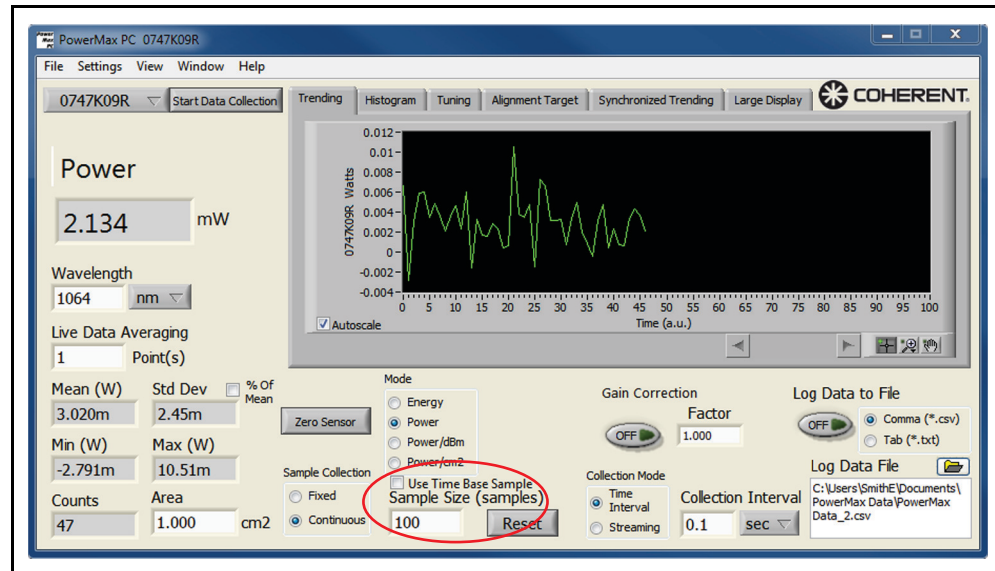 PowerMax PC 0747K09R
File Settings View Window Help
0747K09R Start Data Collection
Trending Histogram Tuning Alignment Target Synchronized Trending Large Display
COHERENT.
Power
2.134 mW
Wavelength
1064 nm
Live Data Averaging
1 Point(s)
0747K09R Watts
0.012
0.01
0.008
0.006
0.004
0.002
0
-0.002
-0.004
0 5 10 15 20 25 30 35 40 45 50 55 60 65 70 75 80 85 90 95 100
Time (a.u.)
Autoscale
Mean (W) Std Dev % Of Mean
3.020m 2.45m
Min (W) Max (W)
-2.791m 10.51m
Counts Area
47 1.000 cm2
Zero Sensor
Mode
Energy
Power
Power/dBm
Power/cm2
Sample Collection
Fixed
Continuous
Use Time Base Sample
Sample Size (samples)
100 Reset
Gain Correction
OFF
Factor
1.000
Collection Mode
Time Interval
Streaming
Collection Interval
0.1 sec
Log Data to File
OFF
Comma (*.csv)
Tab (*.txt)
Log Data File
C:\Users\SmithE\Documents\
PowerMax Data\PowerMax
Data_2.csv